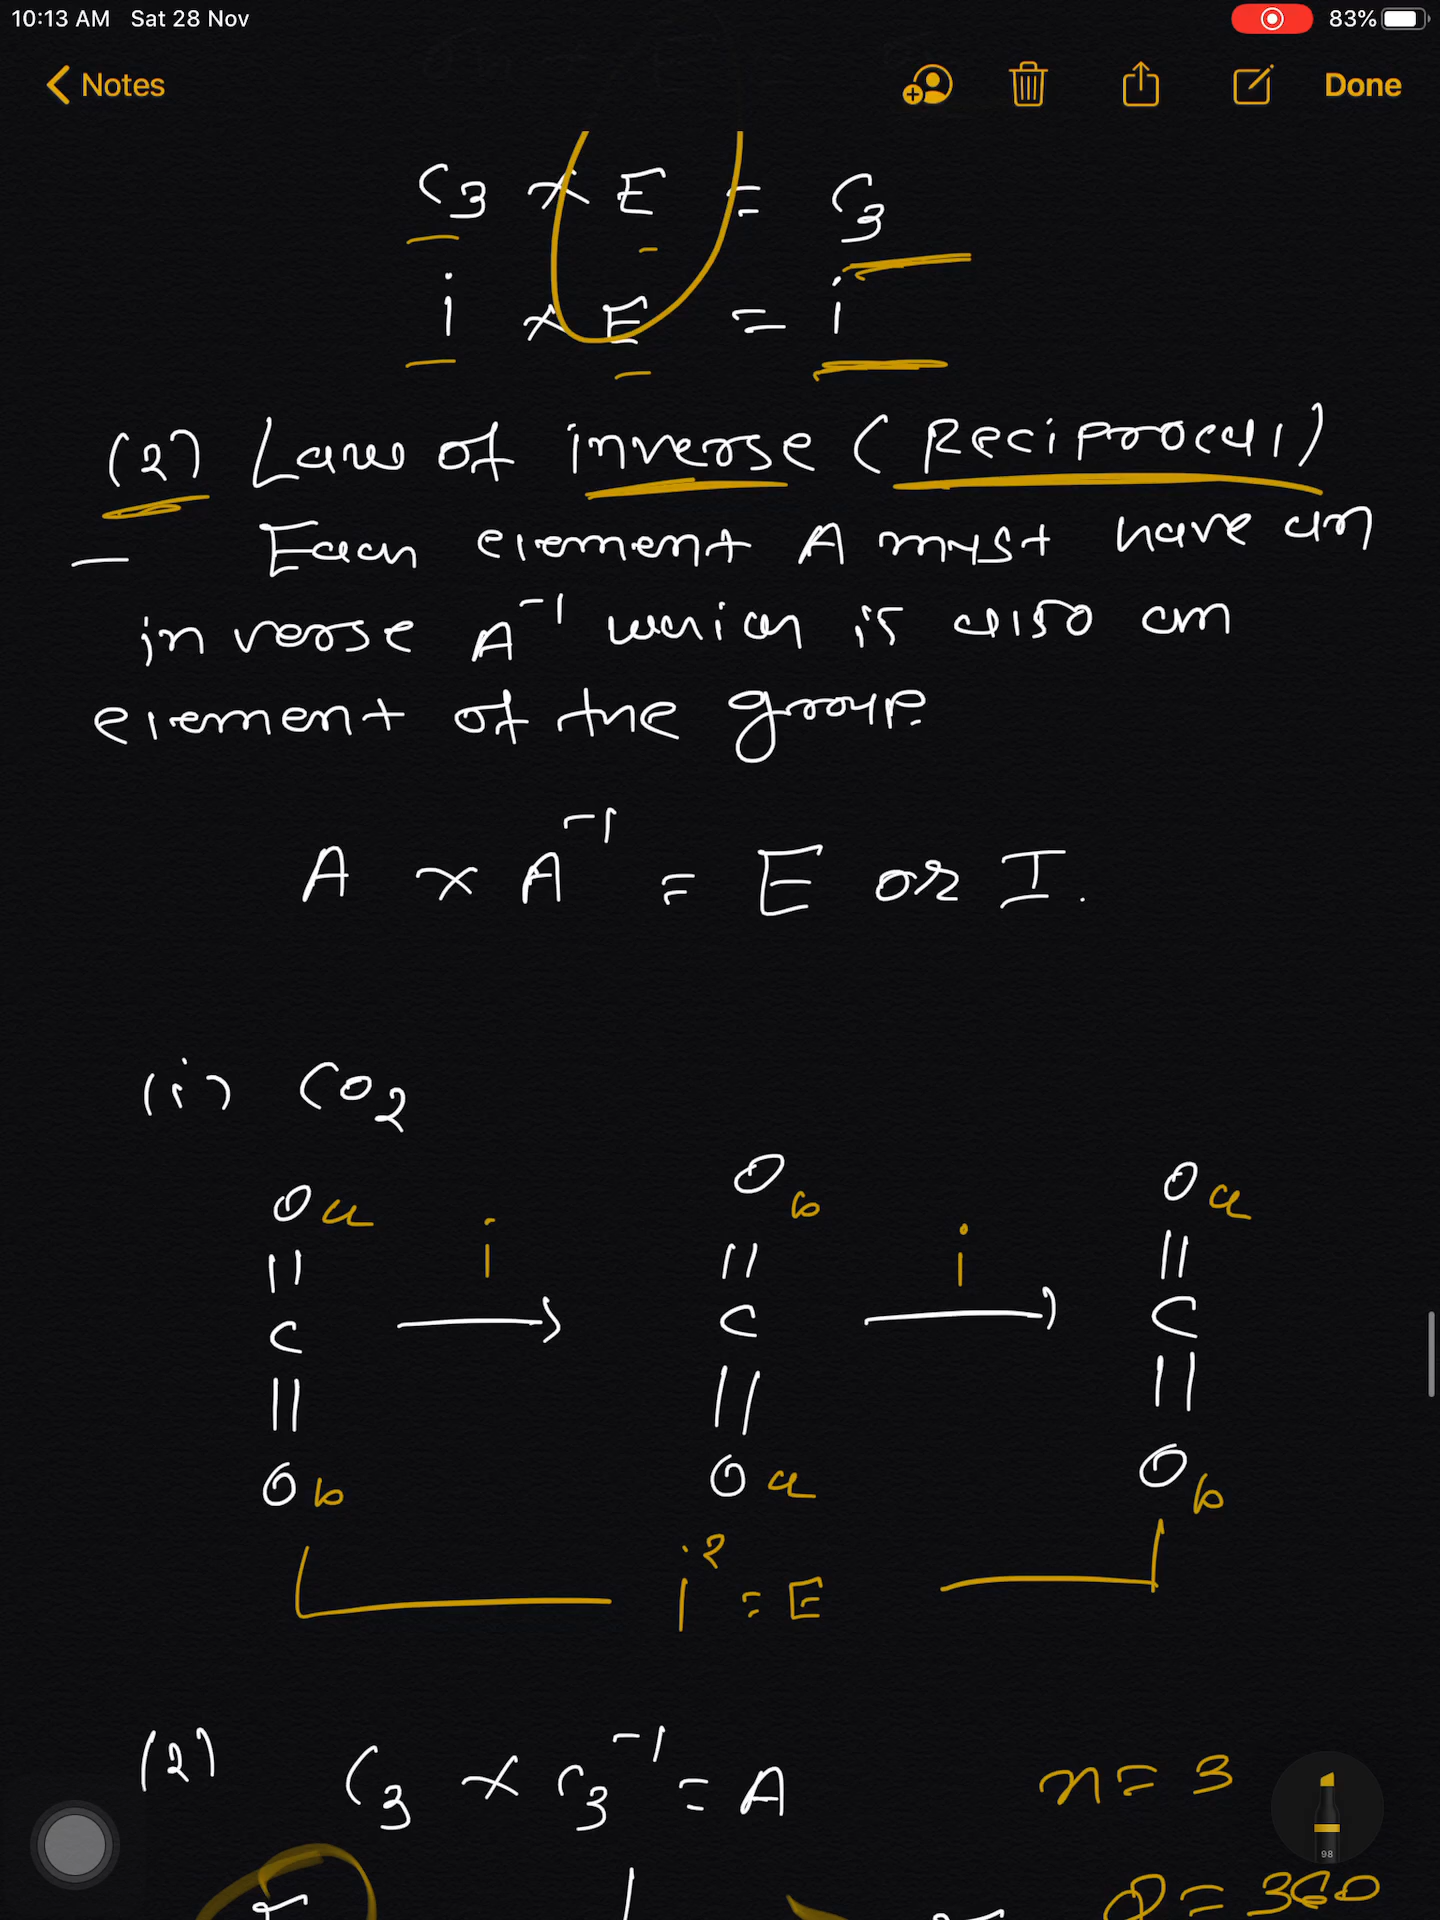 10:13 AM Sat 28 Nov 83%
Notes Done
C3 × E = C3
i × E = i
(2) Law of inverse (Reciprocal)
— Each element A must have an
inverse A⁻¹ which is also an
element of the group.
A × A⁻¹ = E or I.
(i) CO2
Oa Ob Oa
|| i || i ||
C → C → C
|| || ||
Ob Oa Ob
i² = E
(2) C3 × C3⁻¹ = A n = 3
98
θ = 360